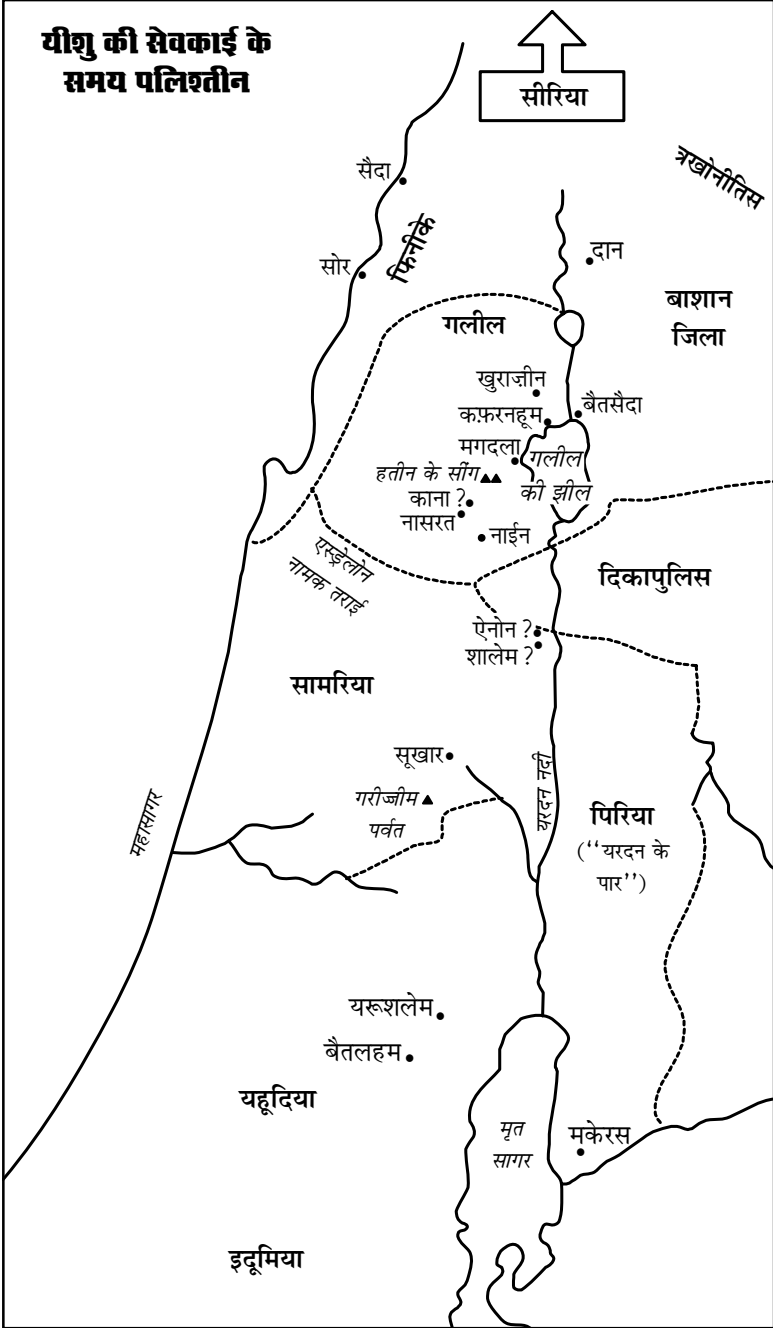 यीशु की सेवकाई के
समय पलिश्तीन
सीरिया
त्रखोनीतिस
सैदा
फिनीके
सोर
दान
बाशान
जिला
गलील
खुराज़ीन
कफ़रनहूम
बैतसैदा
मगदला
गलील
की झील
हतीन के सींग
काना ?
नासरत
नाईन
एस्ड्रेलोन
नामक तराई
दिकापुलिस
ऐनोन ?
शालेम ?
सामरिया
सूखार
यरदन नदी
गरीज्जीम
पर्वत
महासागर
पिरिया
(‘‘यरदन के
पार’’)
यरूशलेम
बैतलहम
यहूदिया
मृत
सागर
मकेरस
इदूमिया